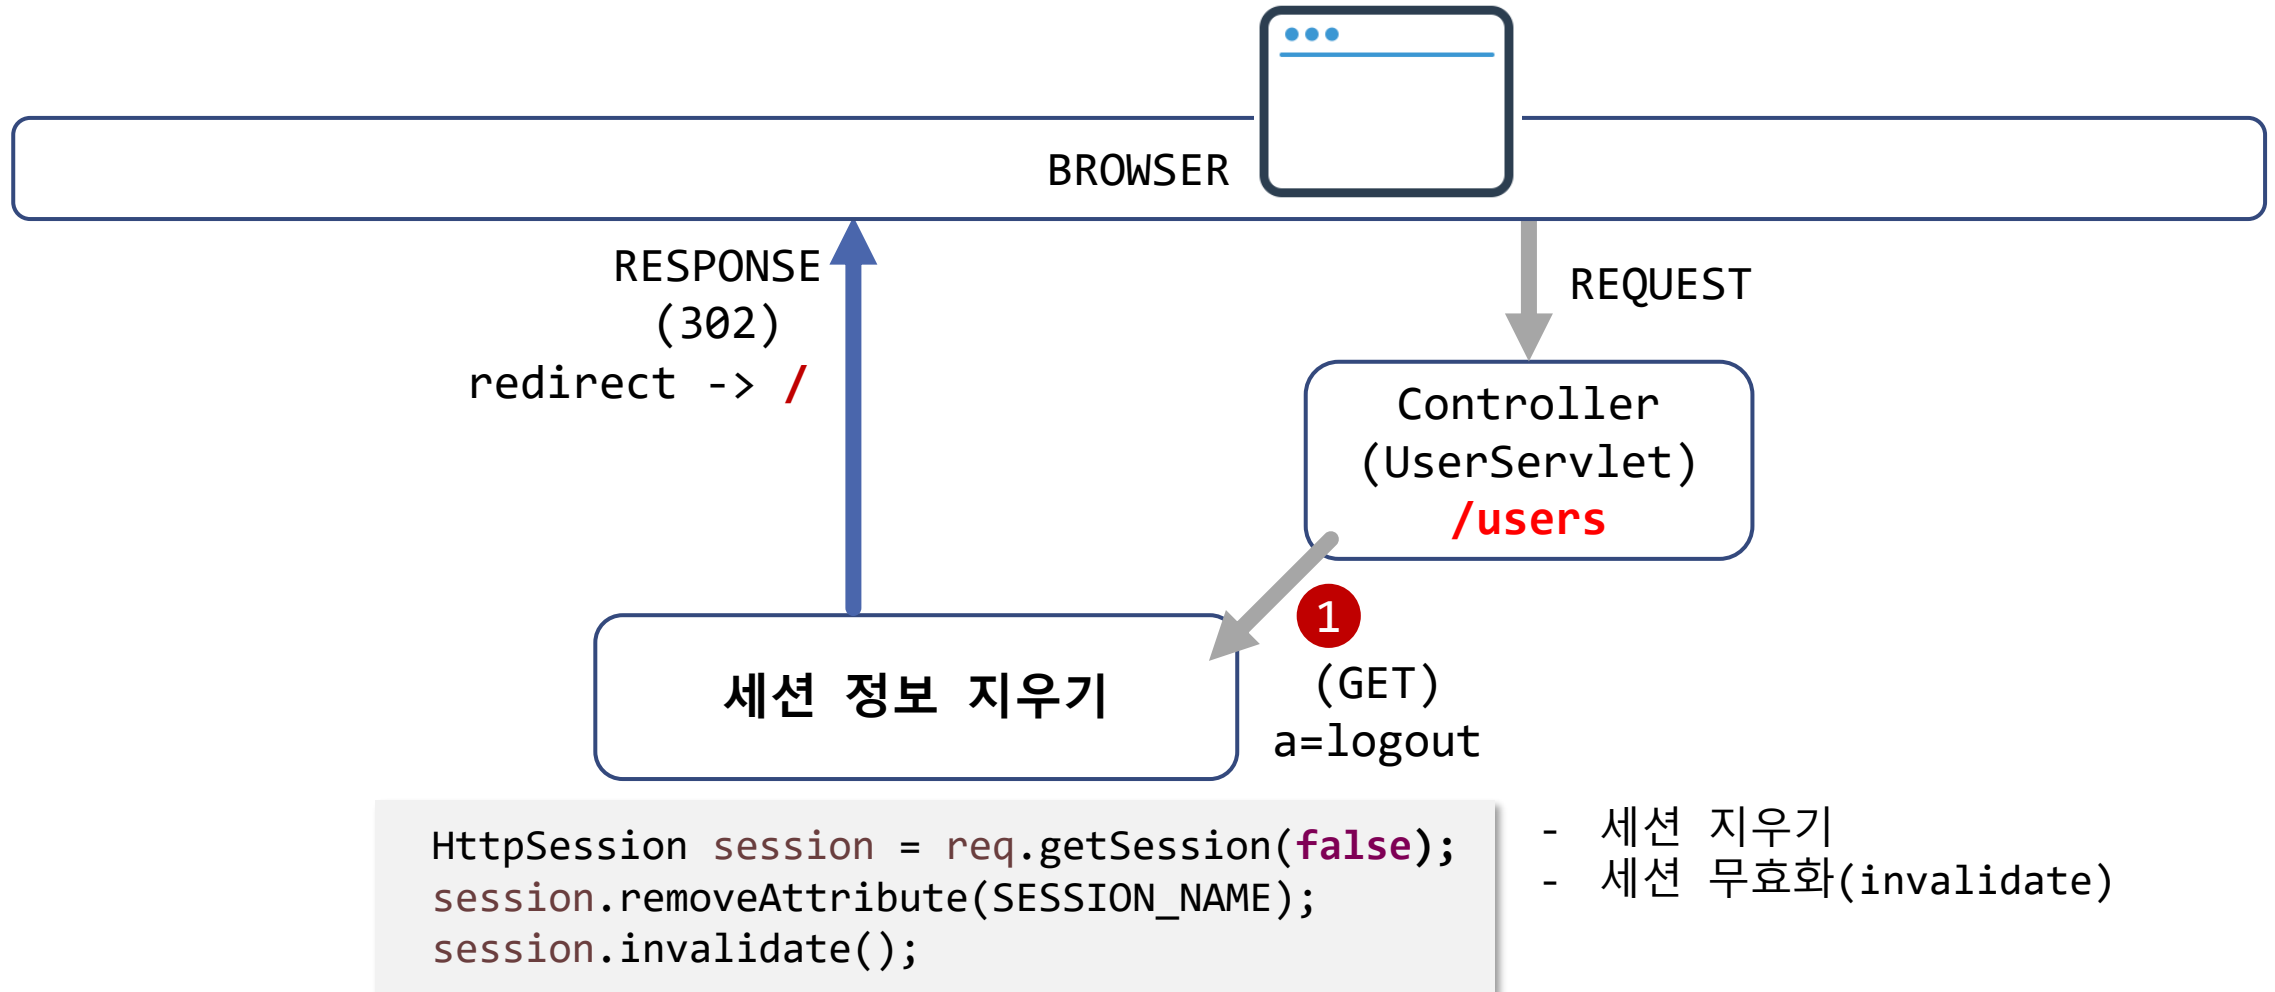 BROWSER
RESPONSE
(302)
redirect -> /
REQUEST
Controller
(UserServlet)
/users
1
(GET)
a=logout
세션 정보 지우기
HttpSession session = req.getSession(false);
session.removeAttribute(SESSION_NAME);
session.invalidate();
- 세션 지우기
- 세션 무효화(invalidate)